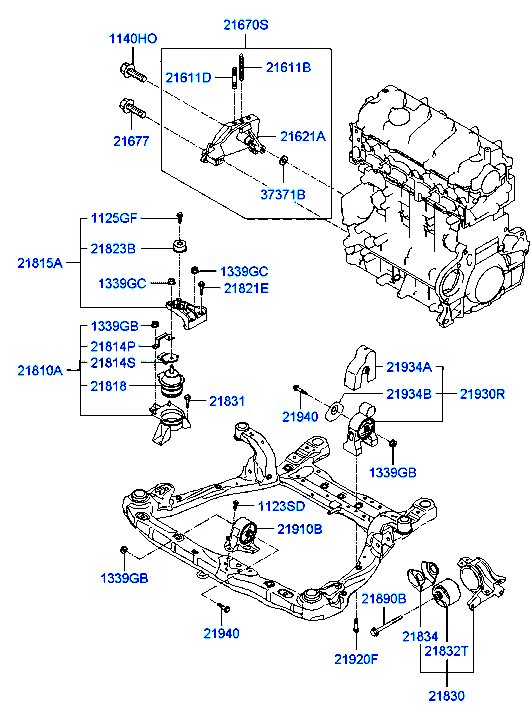 21670S
1140HO
21611B
21611D
21677
21621A
37371B
1125GF
21823B
21815A
1339GC
1339GC
21821E
1339GB
21814P
21814S
21810A
21818
21831
21934A
21934B
21930R
21940
1339GB
1123SD
21910B
1339GB
21940
21890B
21920F
21834
21832T
21830